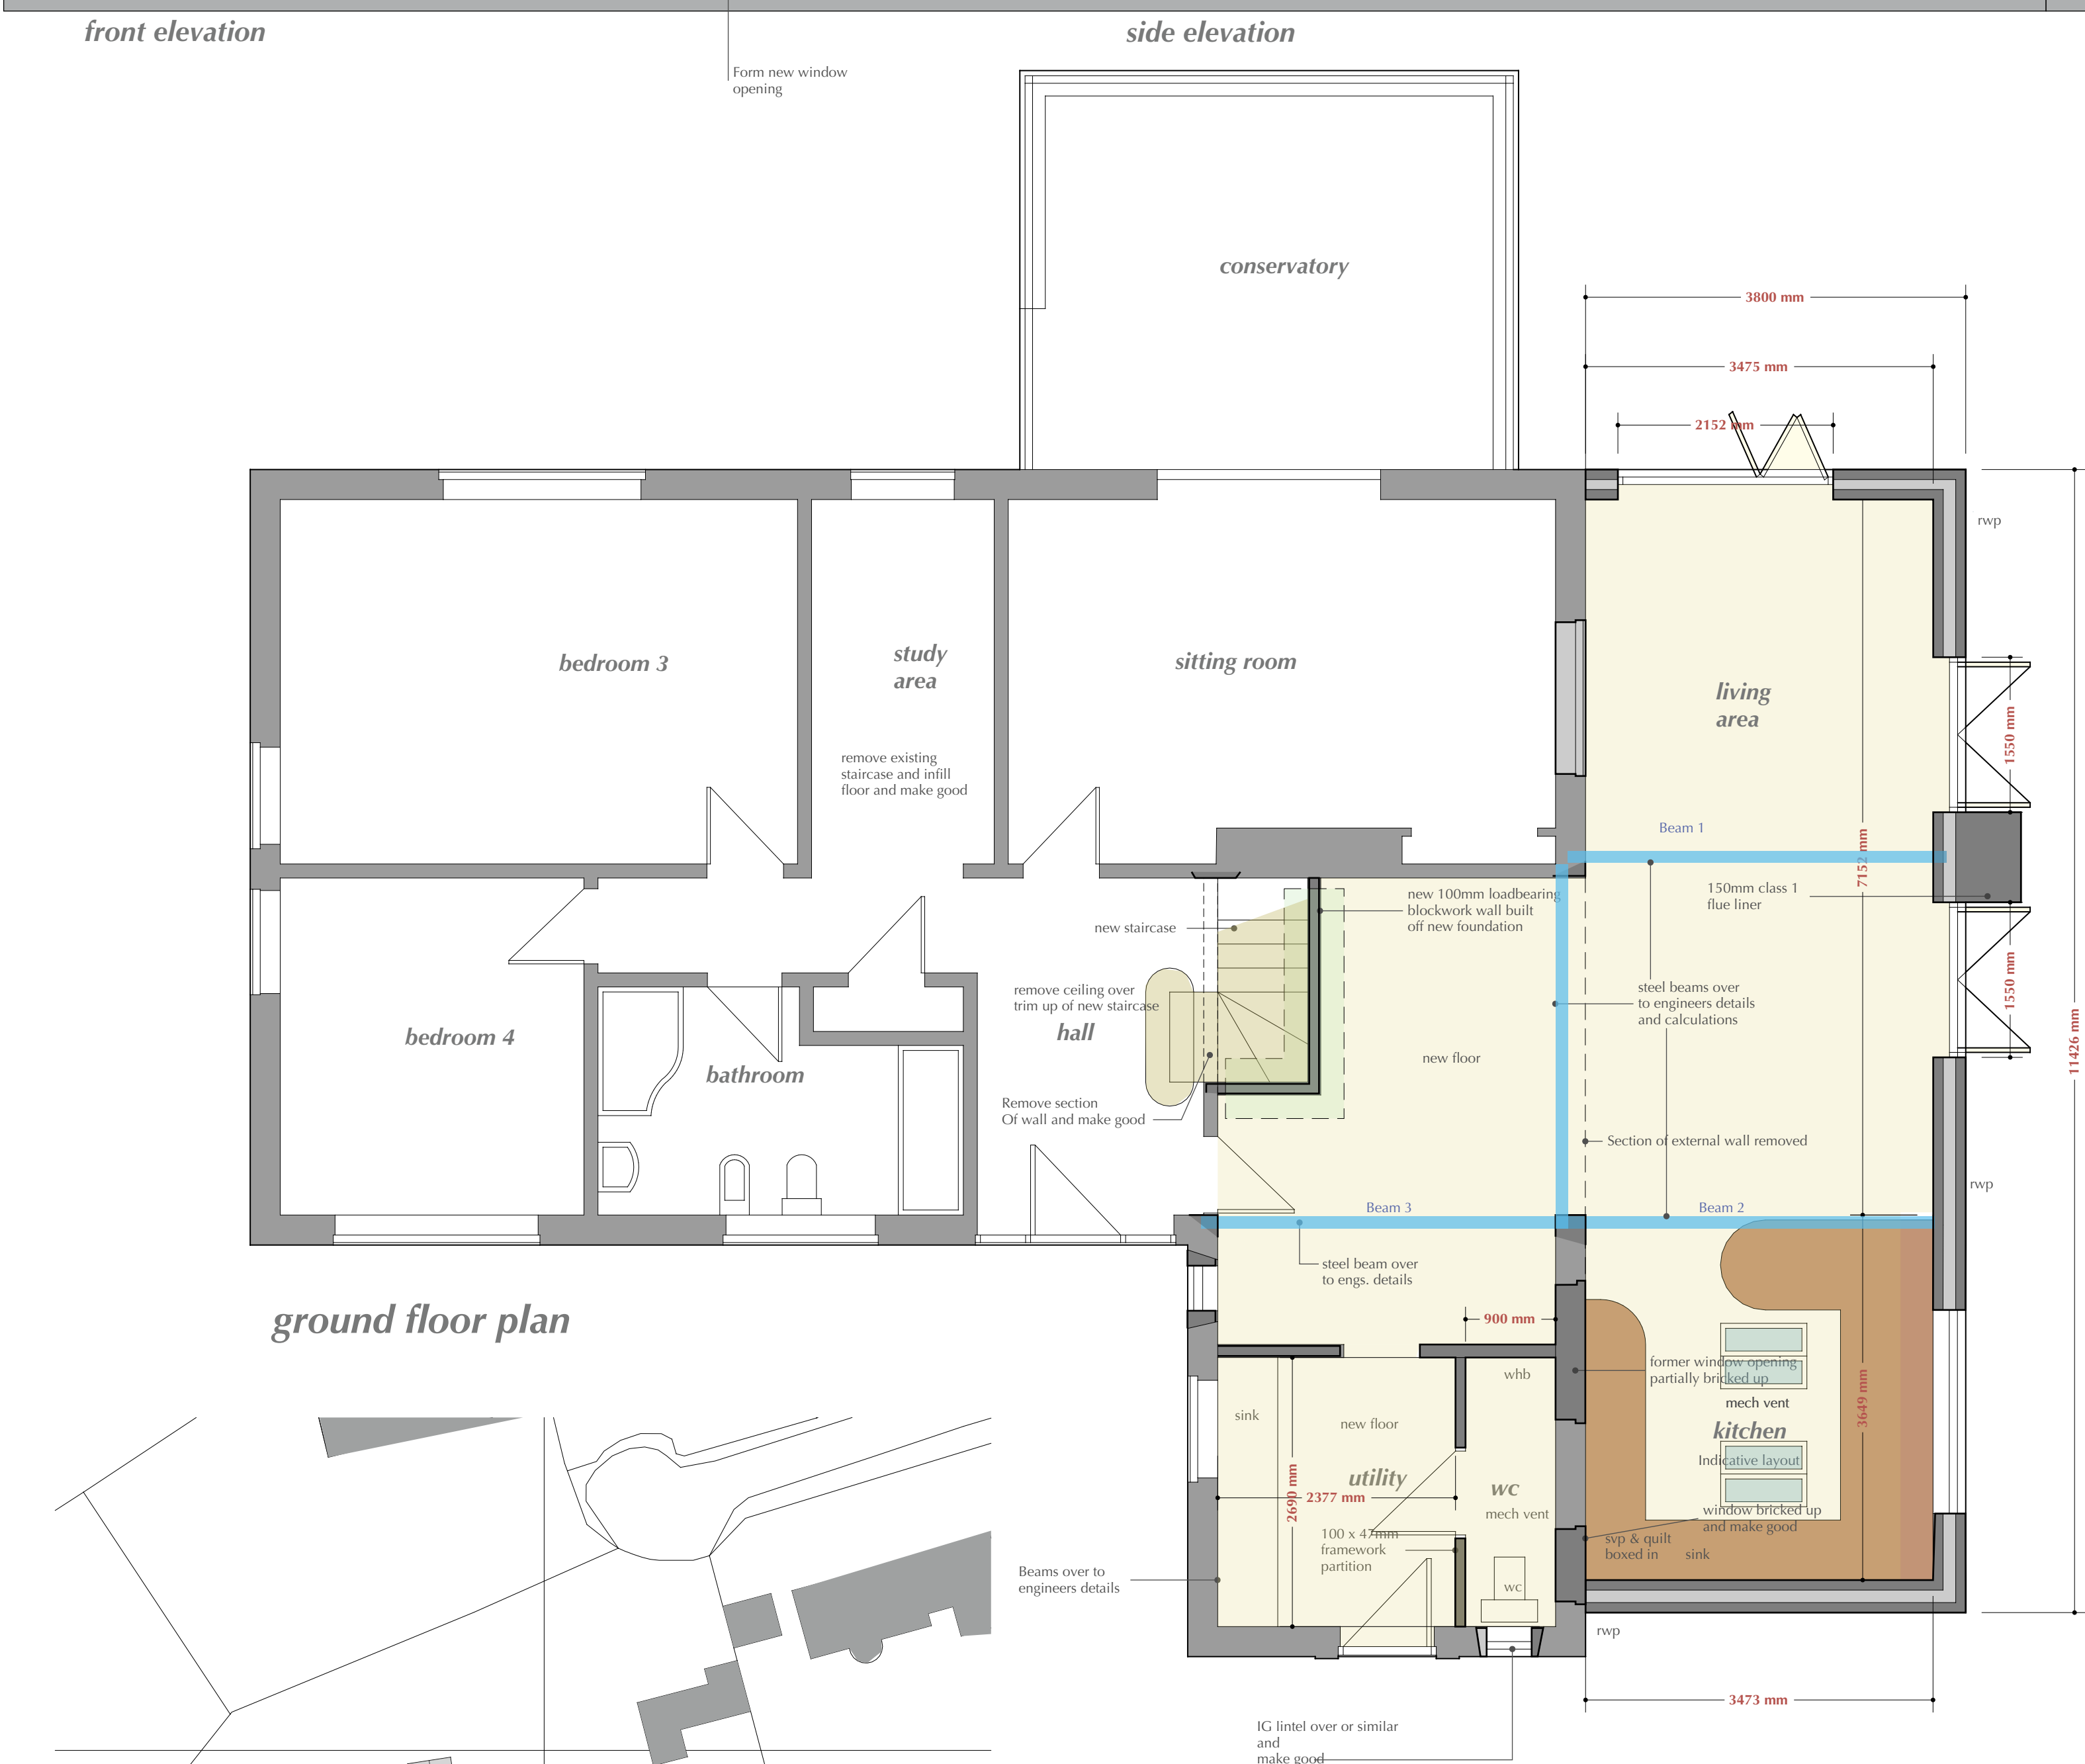 front elevation
side elevation
Form new window
opening
conservatory
3800 mm
3475 mm
2152 mm
rwp
bedroom 3
study
area
sitting room
living
area
1550 mm
remove existing
staircase and infill
floor and make good
Beam 1
7152 mm
150mm class 1
flue liner
new 100mm loadbearing
blockwork wall built
off new foundation
new staircase
remove ceiling over
trim up of new staircase
hall
steel beams over
to engineers details
and calculations
1550 mm
11426 mm
bedroom 4
bathroom
new floor
Remove section
Of wall and make good
Section of external wall removed
rwp
Beam 3
Beam 2
steel beam over
to engs. details
ground floor plan
900 mm
former window opening
partially bricked up
whb
mech vent
3649 mm
sink
new floor
kitchen
Indicative layout
utility
wc
2690 mm
2377 mm
mech vent
window bricked up
and make good
100 x 47mm
framework
partition
svp & quilt
boxed in
sink
Beams over to
engineers details
wc
rwp
3473 mm
IG lintel over or similar
and
make good